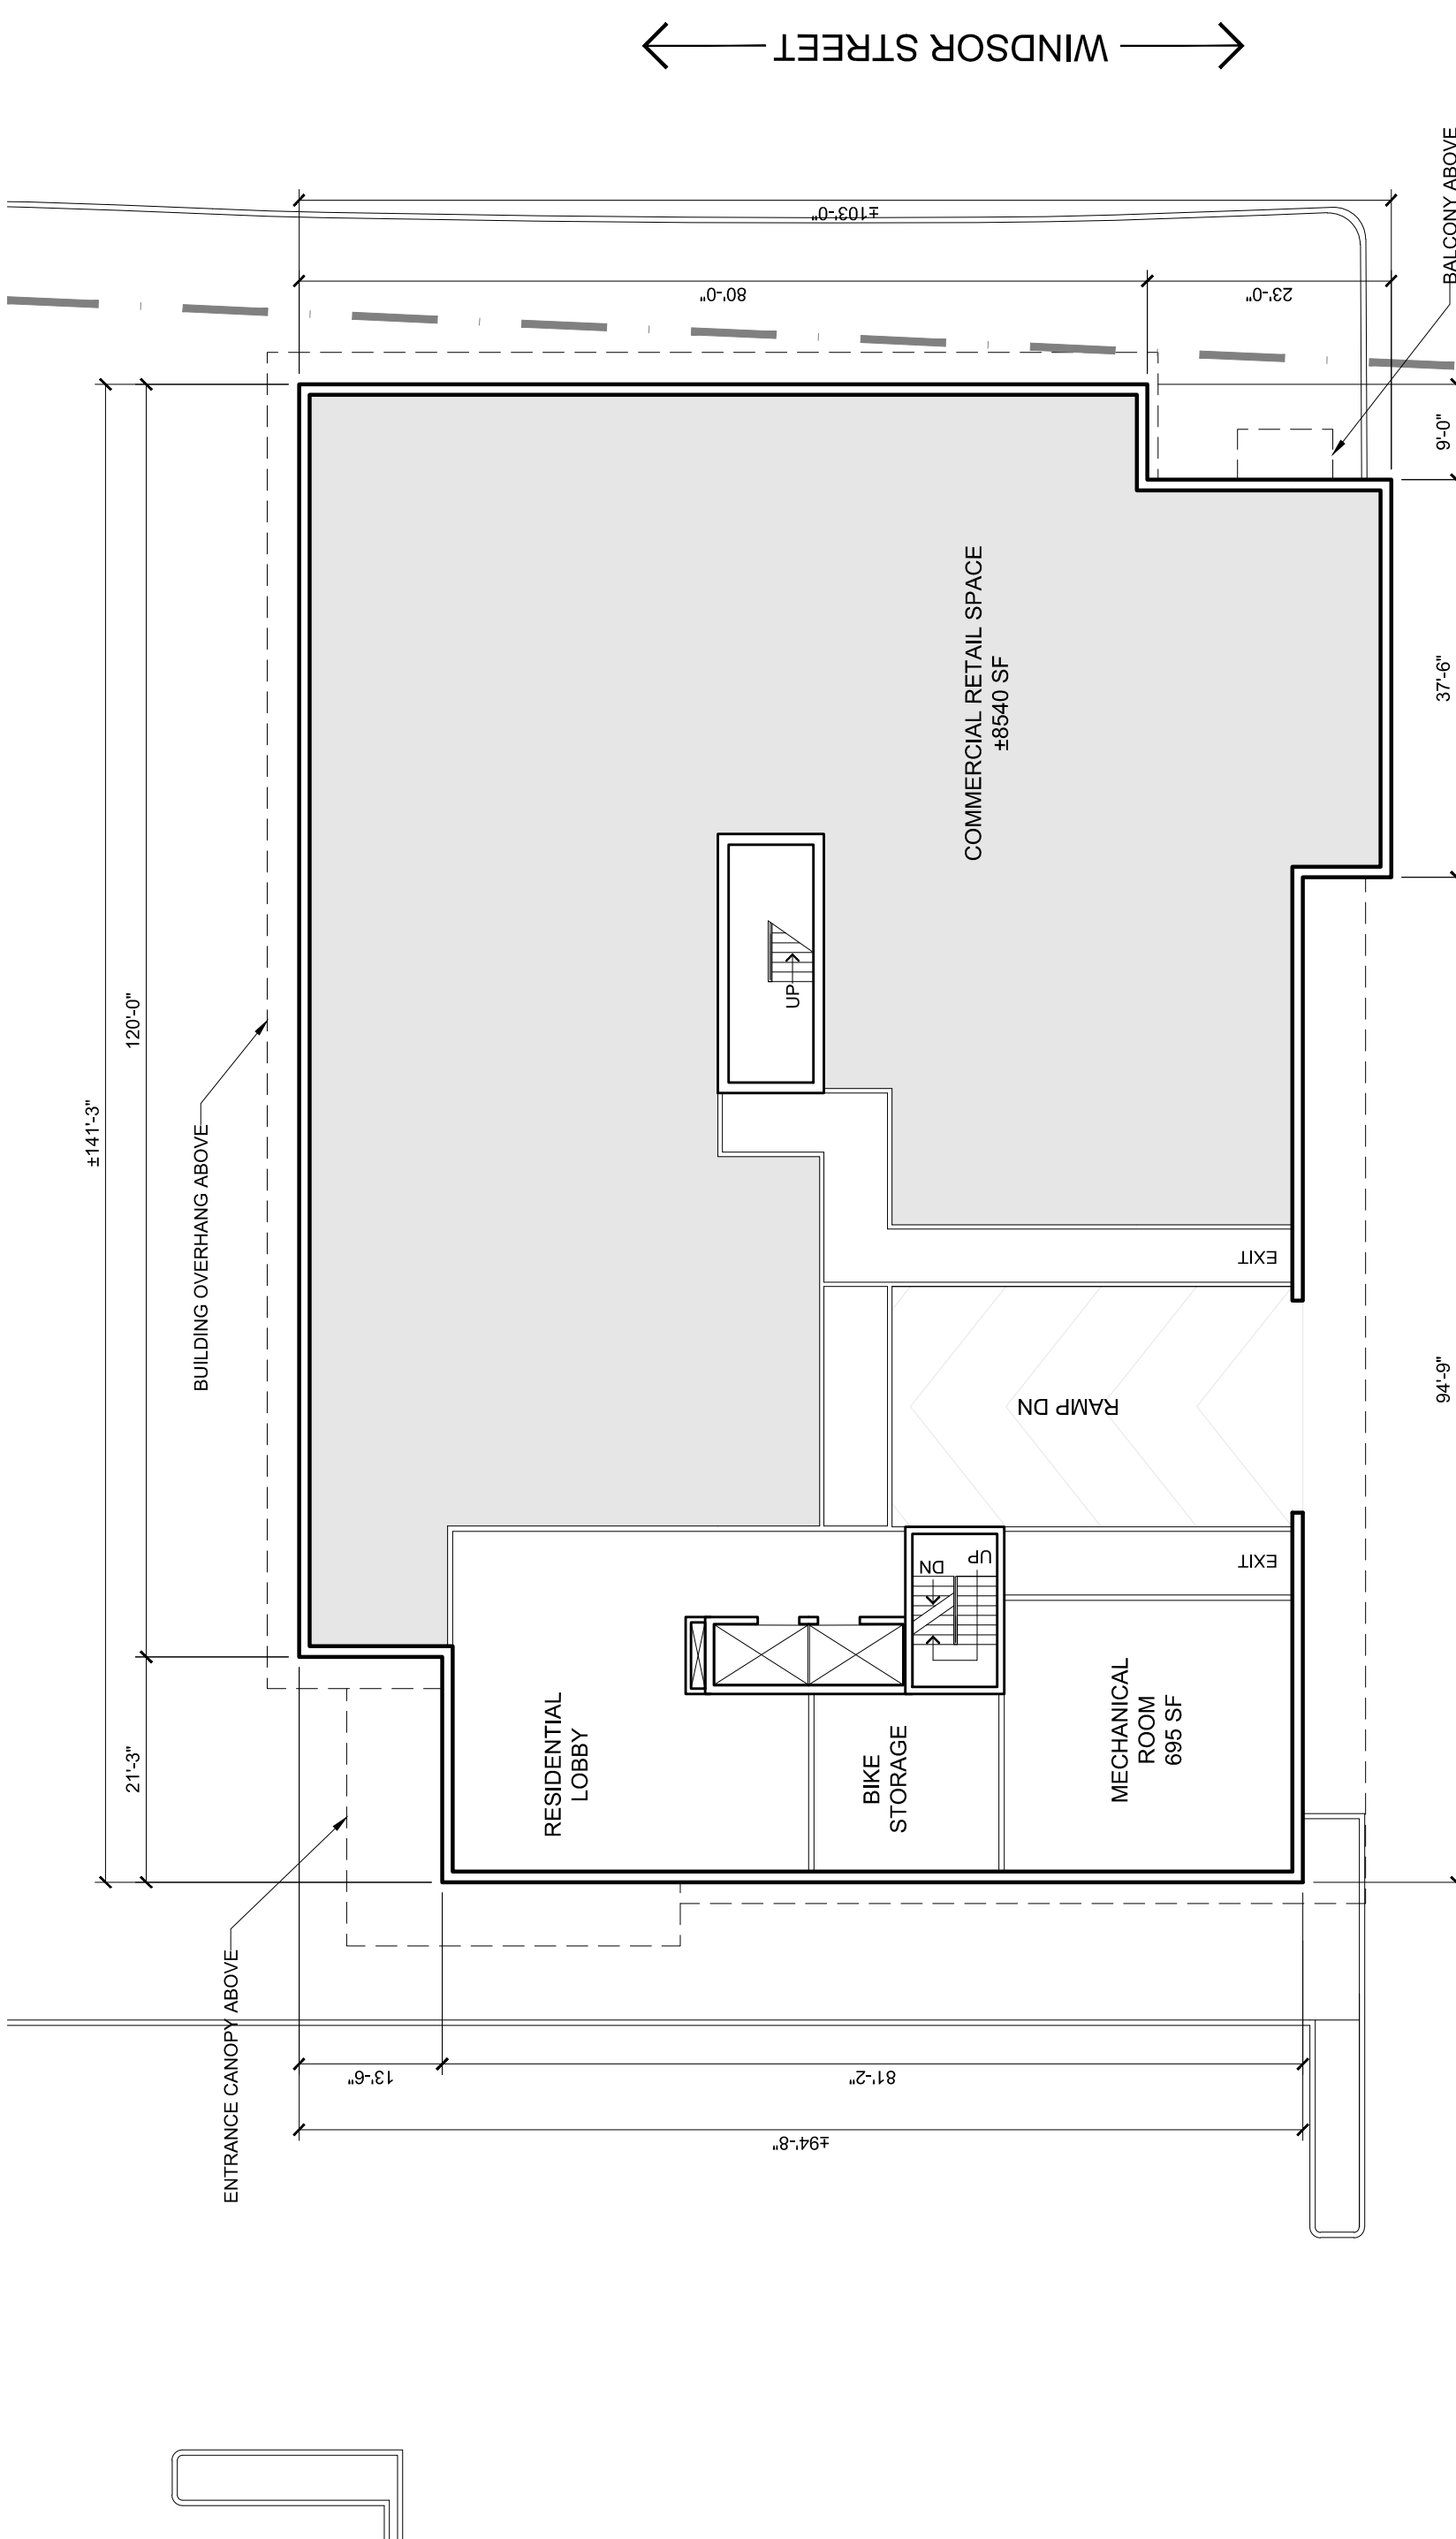 WINDSOR STREET
±103'-0"
80'-0"
23'-0"
BALCONY ABOVE
9'-0"
37'-6"
94'-9"
±141'-3"
120'-0"
21'-3"
BUILDING OVERHANG ABOVE
COMMERCIAL RETAIL SPACE
±8540 SF
UP
EXIT
RAMP DN
EXIT
DN
UP
RESIDENTIAL
LOBBY
BIKE
STORAGE
MECHANICAL
ROOM
695 SF
ENTRANCE CANOPY ABOVE
13'-6"
81'-2"
±94'-8"